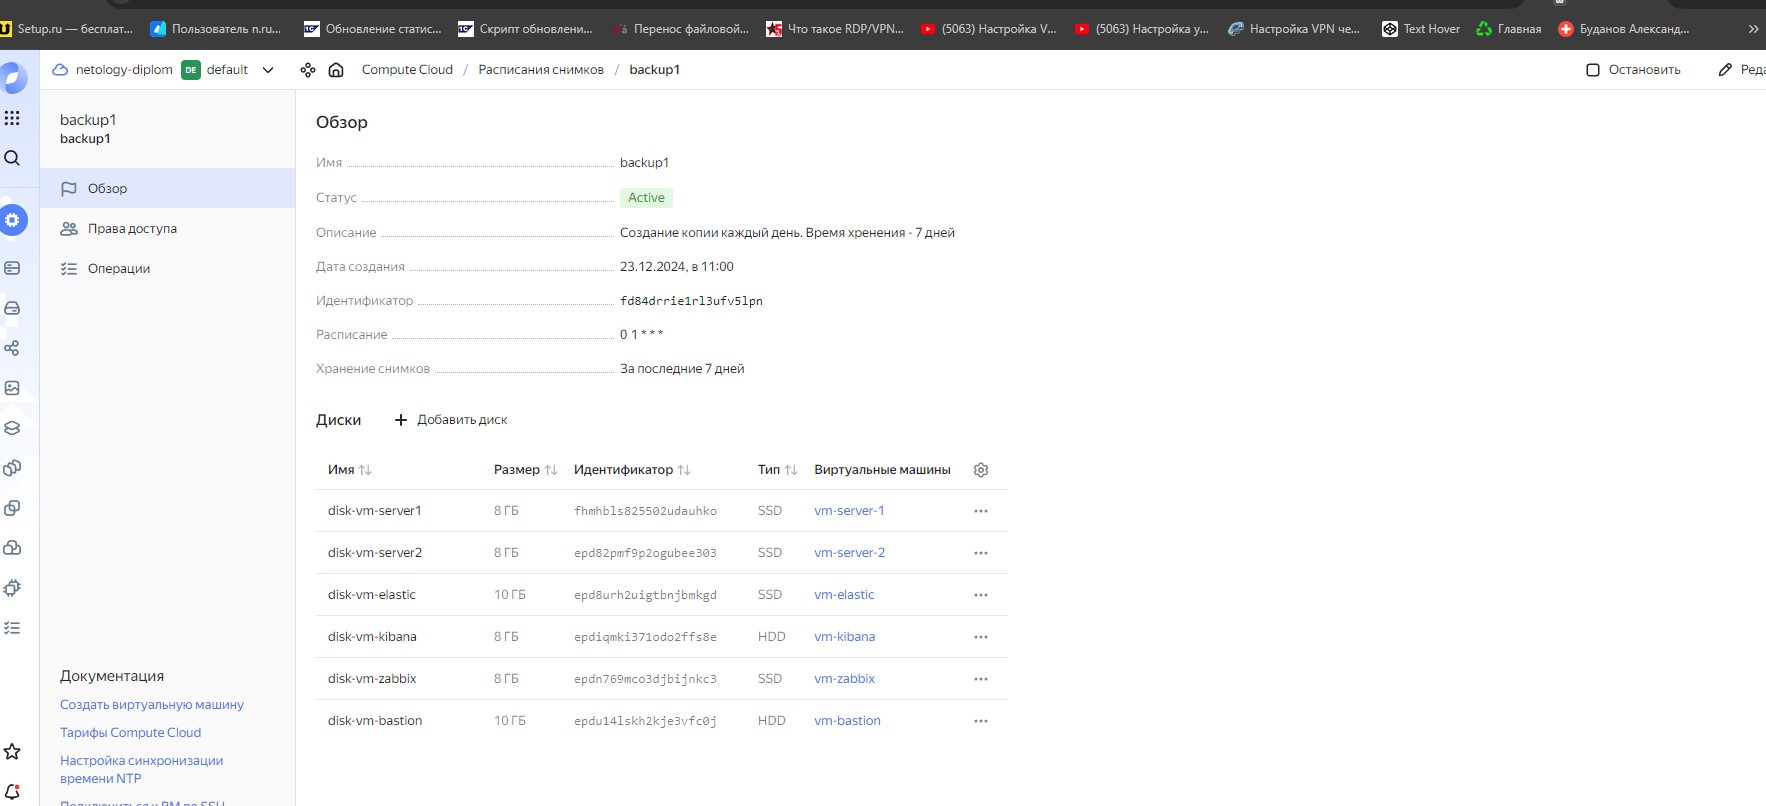 Setup.ru — бесплат... Пользователь n.ru... Обновление статис... Скрипт обновлени... Перенос файловой... Что такое RDP/VPN... (5063) Настройка V... (5063) Настройка у... Настройка VPN че... Text Hover Главная Буданов Александ... »
netology-diplom DE default Compute Cloud / Расписания снимков / backup1 Остановить Реда
backup1
backup1
Обзор
Права доступа
Операции
Обзор
Имя backup1
Статус Active
Описание Создание копии каждый день. Время хренения - 7 дней
Дата создания 23.12.2024, в 11:00
Идентификатор fd84drrie1rl3ufv5lpn
Расписание 0 1 * * *
Хранение снимков За последние 7 дней
Диски + Добавить диск
Имя Размер Идентификатор Тип Виртуальные машины
disk-vm-server1 8 ГБ fhmhbls825502udauhko SSD vm-server-1
disk-vm-server2 8 ГБ epd82pmf9p2ogubee303 SSD vm-server-2
disk-vm-elastic 10 ГБ epd8urh2uigtbnjbmkgd SSD vm-elastic
disk-vm-kibana 8 ГБ epdiqmki371odo2ffs8e HDD vm-kibana
disk-vm-zabbix 8 ГБ epdn769mco3djbijnkc3 SSD vm-zabbix
disk-vm-bastion 10 ГБ epdu14lskh2kje3vfc0j HDD vm-bastion
Документация
Создать виртуальную машину
Тарифы Compute Cloud
Настройка синхронизации
времени NTP
Подключиться к ВМ по SSH